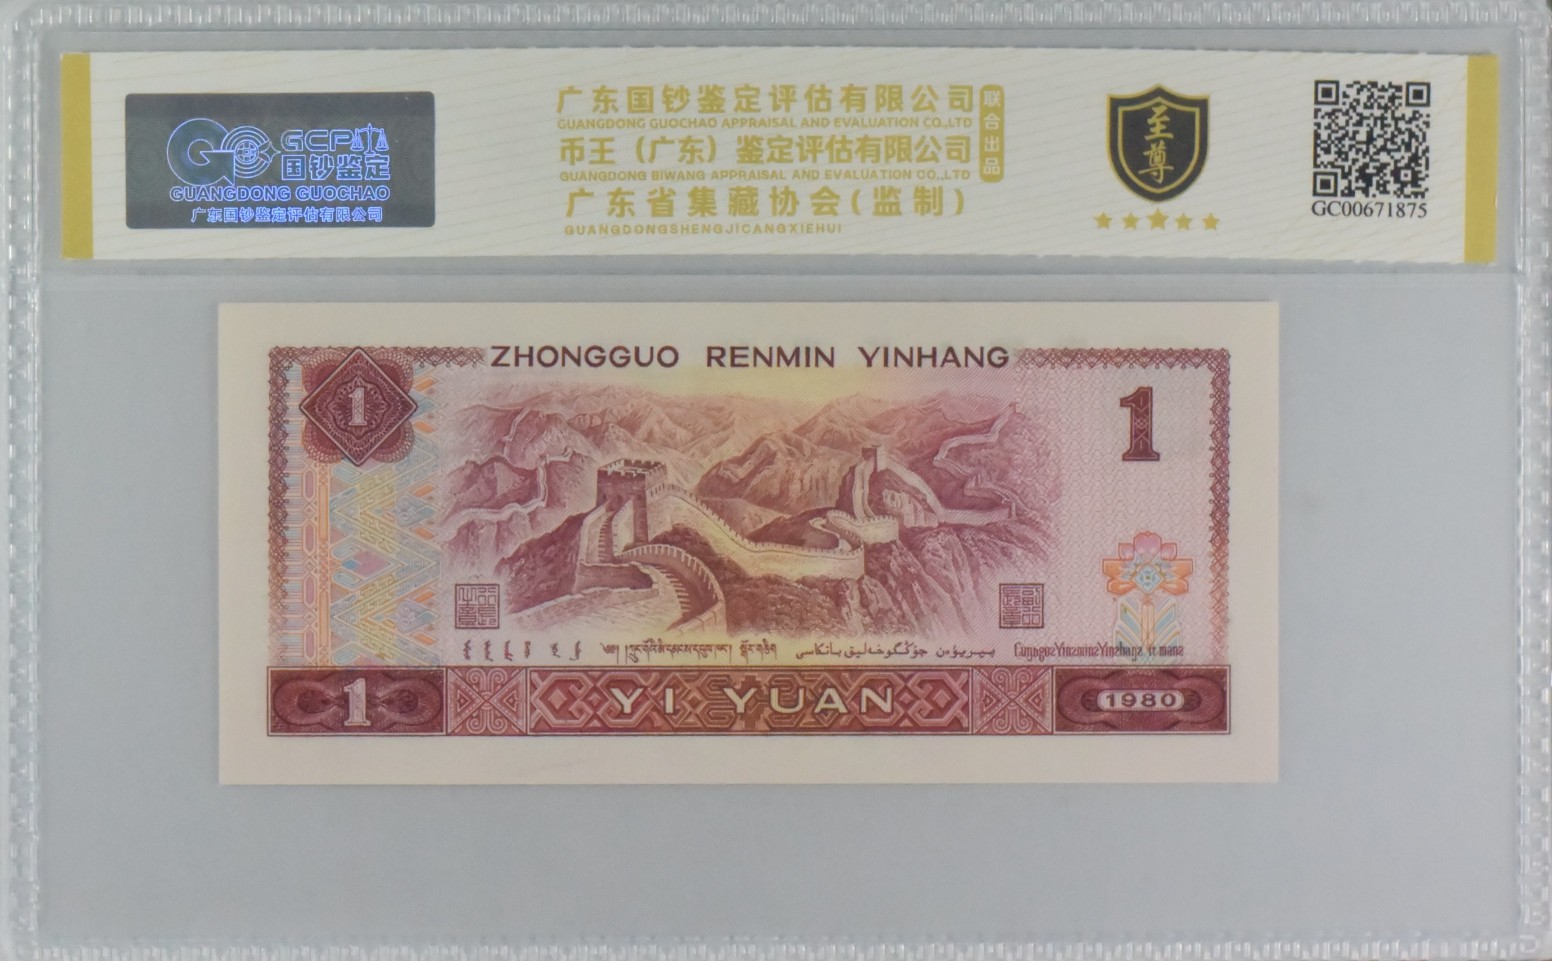 GCP
国钞鉴定
GUANGDONG GUOCHAO
广东国钞鉴定评估有限公司
广东国钞鉴定评估有限公司
GUANGDONG GUOCHAO APPRAISAL AND EVALUATION CO.,LTD
币王（广东）鉴定评估有限公司
GUANGDONG BIWANG APPRAISAL AND EVALUATION CO.,LTD
联合出品
广东省集藏协会(监制)
GUANGDONGSHENGJICANGXIEHUI
至尊
GC00671875
ZHONGGUO RENMIN YINHANG
1
1
1
YI YUAN
1980